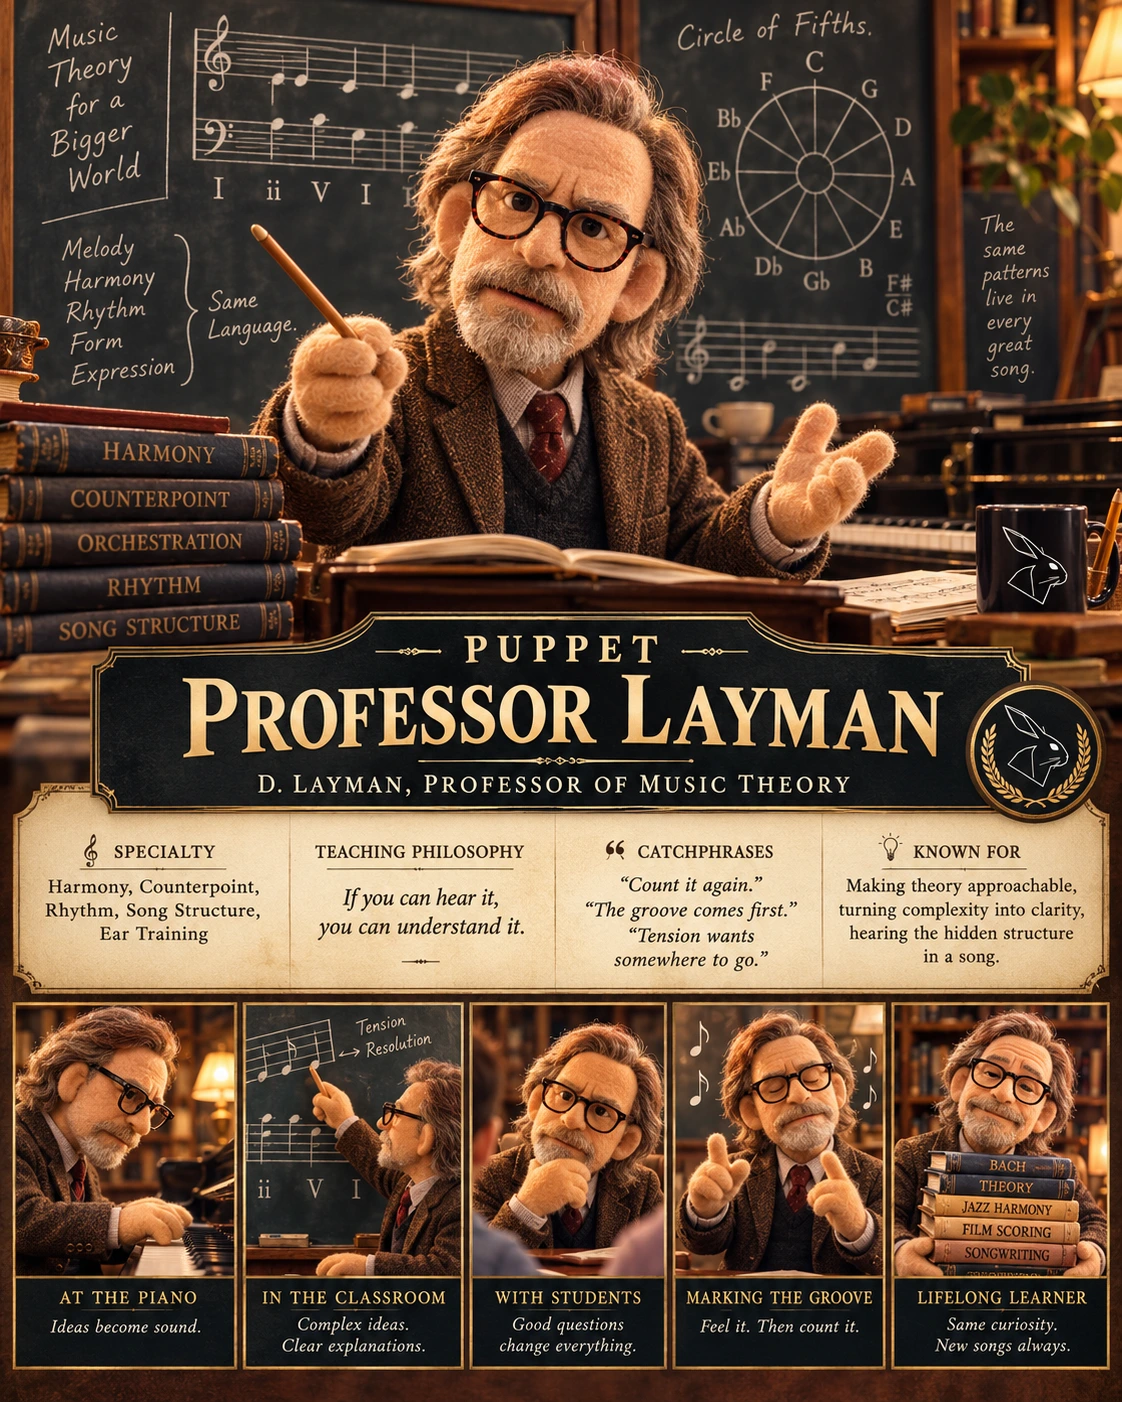 Music
Theory
for a
Bigger
World
I ii V I
Melody
Harmony
Rhythm
Form
Expression
Same
Language.
Circle of Fifths.
C
G
D
A
E
B
Gb
Db
Ab
Eb
Bb
F
F#
C#
The
same
patterns
live in
every
great
song.
HARMONY
COUNTERPOINT
ORCHESTRATION
RHYTHM
SONG STRUCTURE
PUPPET
PROFESSOR LAYMAN
D. LAYMAN, PROFESSOR OF MUSIC THEORY
SPECIALTY
Harmony, Counterpoint,
Rhythm, Song Structure,
Ear Training
TEACHING PHILOSOPHY
If you can hear it,
you can understand it.
CATCHPHRASES
“Count it again.”
“The groove comes first.”
“Tension wants
somewhere to go.”
KNOWN FOR
Making theory approachable,
turning complexity into clarity,
hearing the hidden structure
in a song.
Tension
Resolution
ii V I
BACH
THEORY
JAZZ HARMONY
FILM SCORING
SONGWRITING
AT THE PIANO
Ideas become sound.
IN THE CLASSROOM
Complex ideas.
Clear explanations.
WITH STUDENTS
Good questions
change everything.
MARKING THE GROOVE
Feel it. Then count it.
LIFELONG LEARNER
Same curiosity.
New songs always.